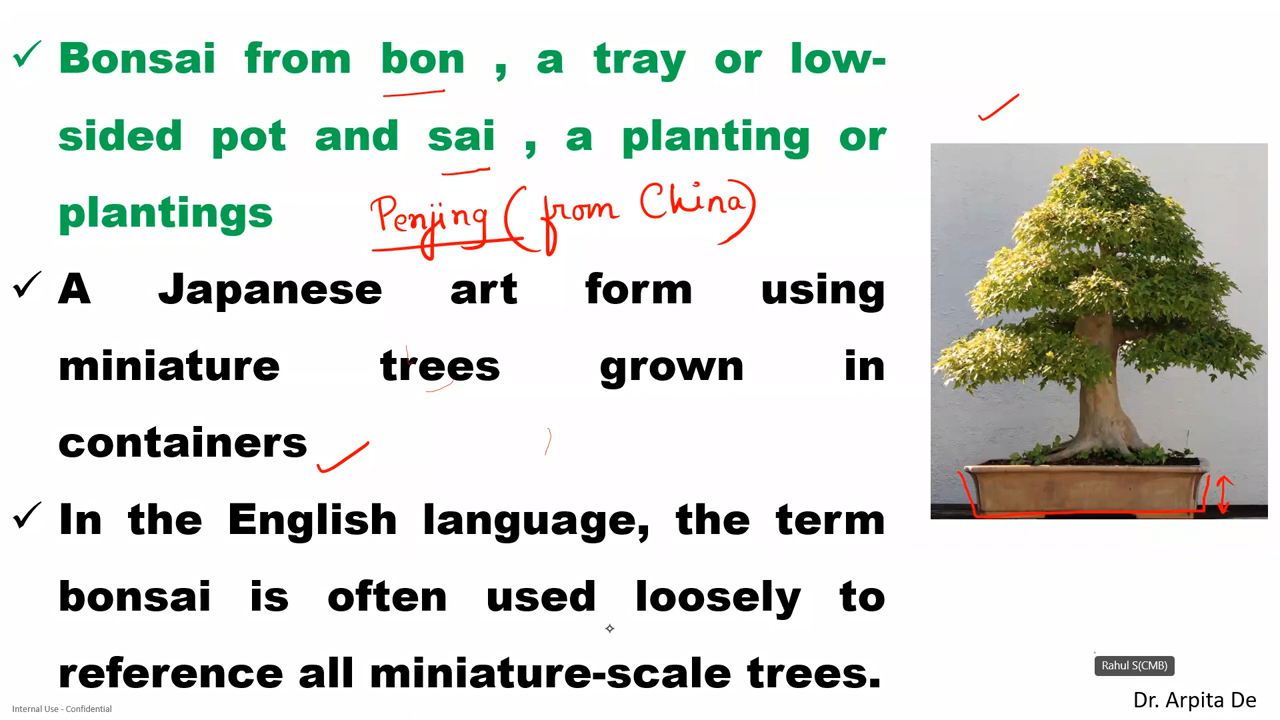 ✓ Bonsai from bon , a tray or low-
sided pot and sai , a planting or
plantings
Penjing (from China)
✓ A Japanese art form using
miniature trees grown in
containers
✓ In the English language, the term
bonsai is often used loosely to
reference all miniature-scale trees.
Rahul S(CMB)
Dr. Arpita De
Internal Use - Confidential